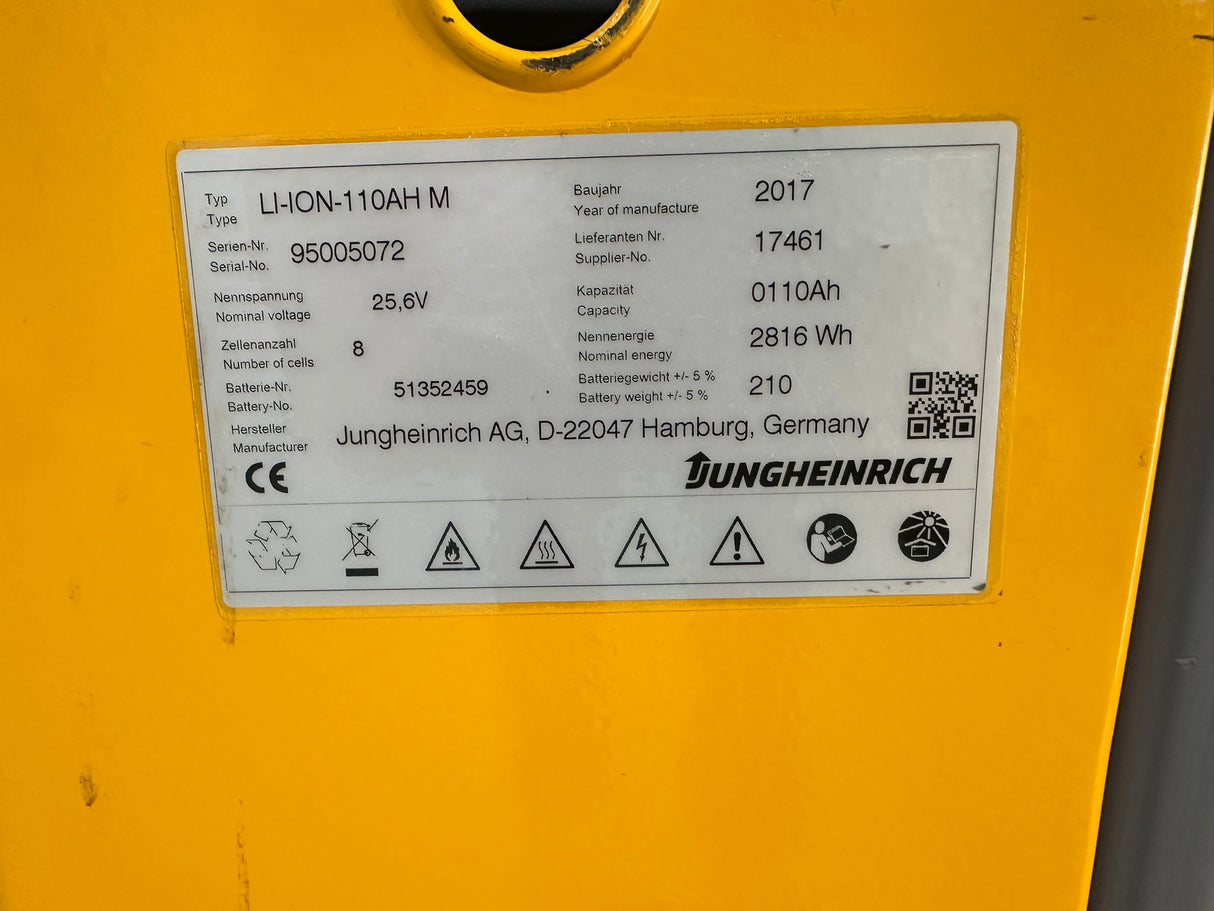 Typ
Type
LI-ION-110AH M
Serien-Nr.
Serial-No.
95005072
Nennspannung
Nominal voltage
25,6V
Zellenanzahl
Number of cells
8
Batterie-Nr.
Battery-No.
51352459
Baujahr
Year of manufacture
2017
Lieferanten Nr.
Supplier-No.
17461
Kapazität
Capacity
0110Ah
Nennenergie
Nominal energy
2816 Wh
Batteriegewicht +/- 5 %
Battery weight +/- 5 %
210
Hersteller
Manufacturer
Jungheinrich AG, D-22047 Hamburg, Germany
CE
JUNGHEINRICH